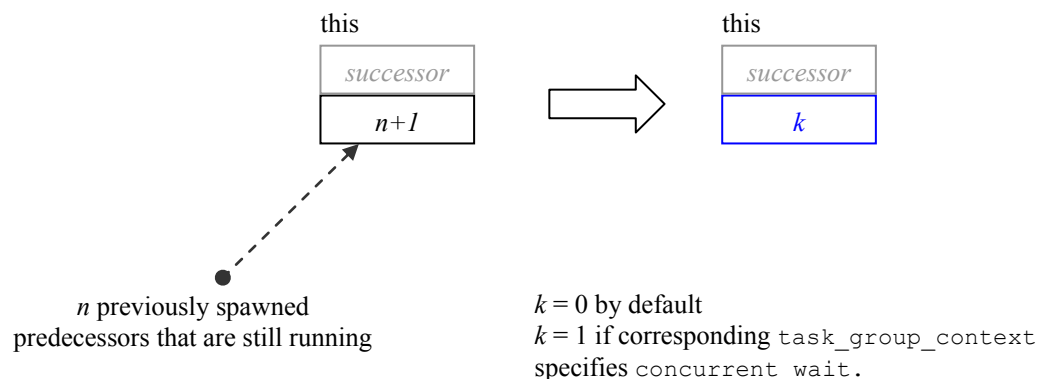 this
this
successor
successor
n+1
k
n previously spawned
predecessors that are still running
k = 0 by default
k = 1 if corresponding task_group_context
specifies concurrent wait.